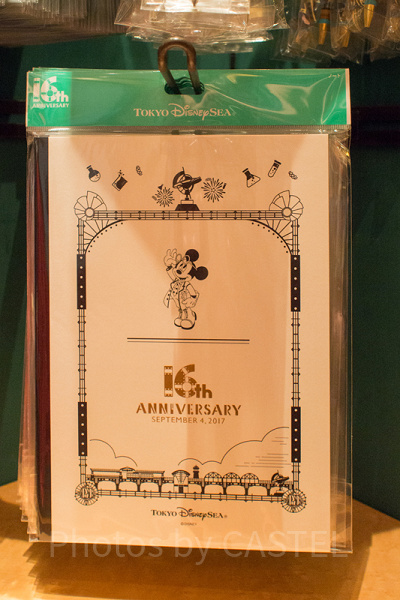 16th
ANNIVERSARY
TOKYO DisneySEA®
16th
ANNIVERSARY
SEPTEMBER 4, 2017
TOKYO DisneySEA®
Photos by CASTEL